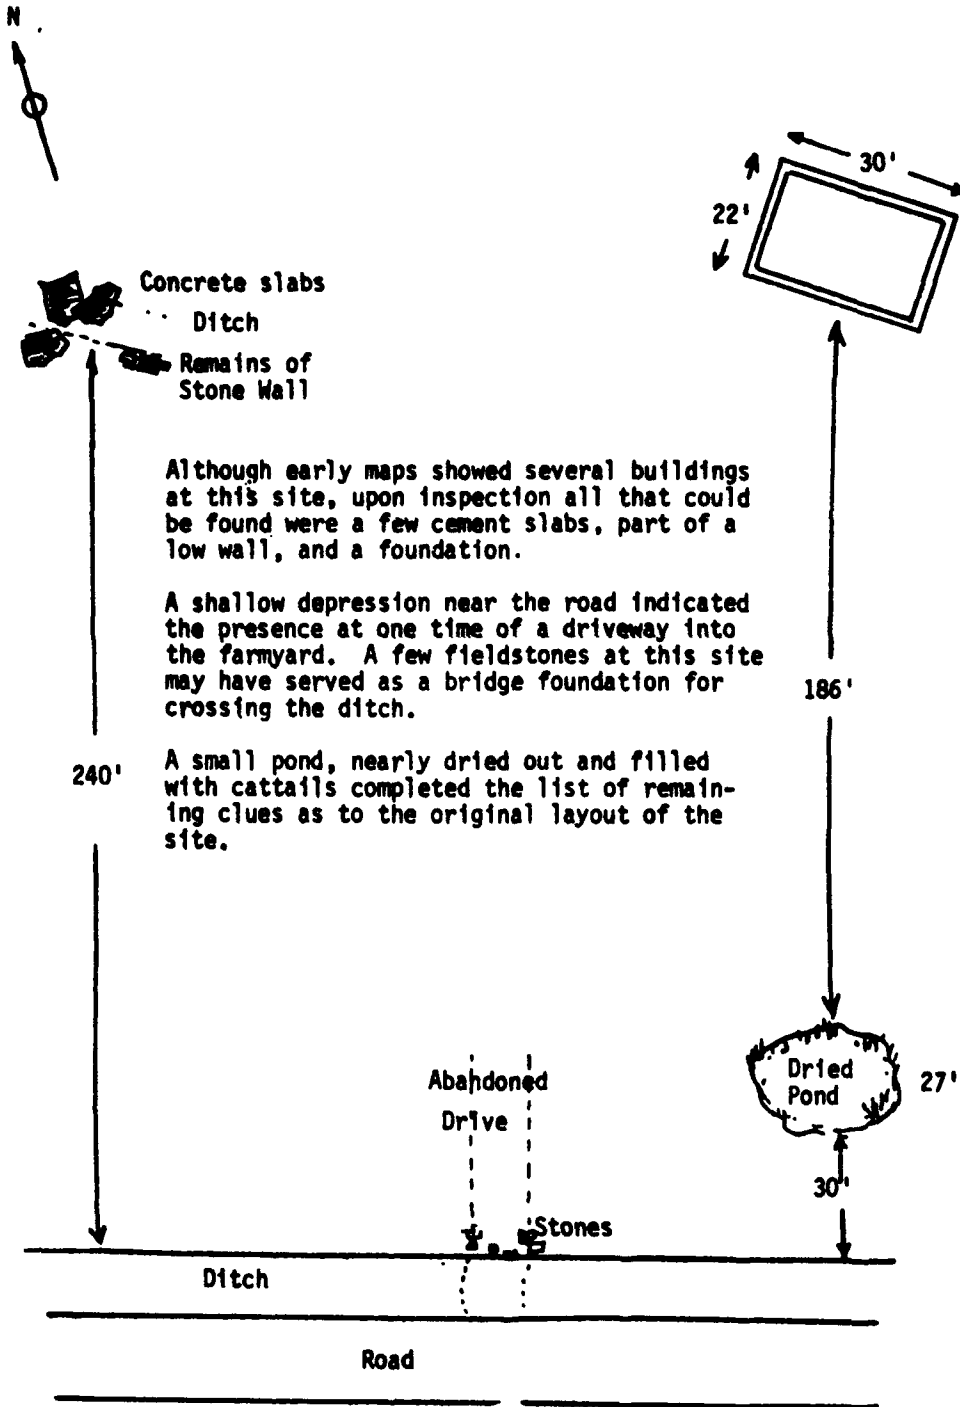 N
30'
22'
Concrete slabs
Ditch
Remains of
Stone Wall
Although early maps showed several buildings
at this site, upon inspection all that could
be found were a few cement slabs, part of a
low wall, and a foundation.
A shallow depression near the road indicated
the presence at one time of a driveway into
the farmyard. A few fieldstones at this site
may have served as a bridge foundation for
crossing the ditch.
186'
240'
A small pond, nearly dried out and filled
with cattails completed the list of remain-
ing clues as to the original layout of the
site.
Abandoned
Drive
Dried
Pond
27'
30'
Stones
Ditch
Road